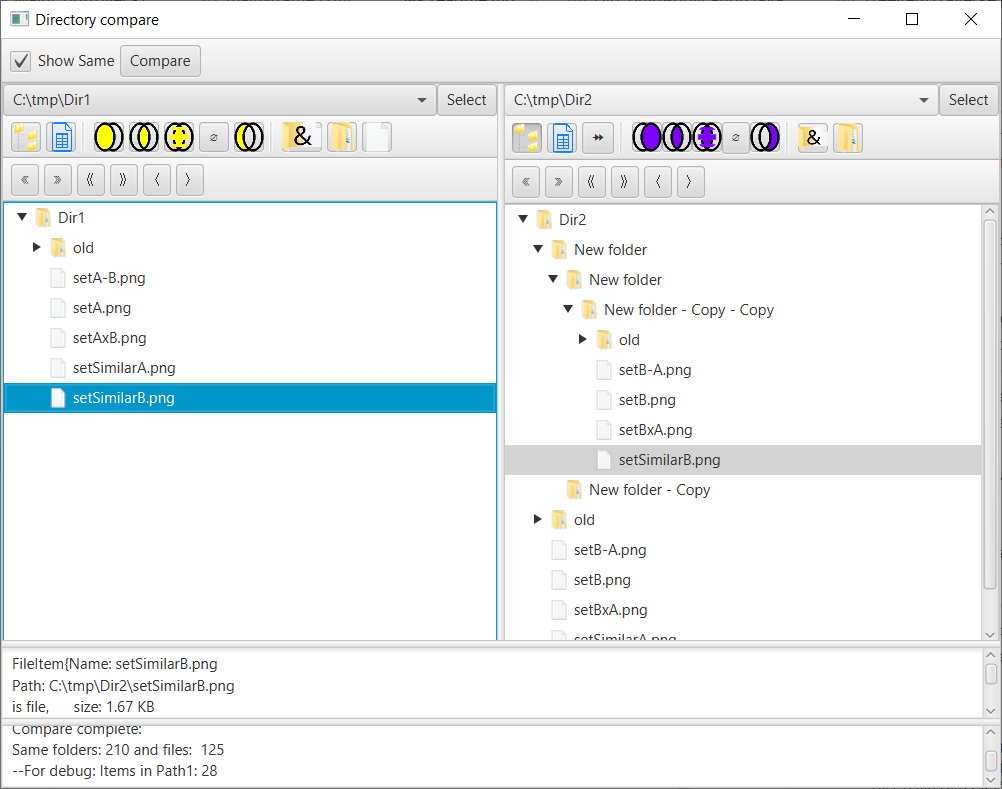 Directory compare
Show Same Compare
C:\tmp\Dir1 Select C:\tmp\Dir2 Select
& &
Dir1
old
setA-B.png
setA.png
setAxB.png
setSimilarA.png
setSimilarB.png
Dir2
New folder
New folder
New folder - Copy - Copy
old
setB-A.png
setB.png
setBxA.png
setSimilarB.png
New folder - Copy
old
setB-A.png
setB.png
setBxA.png
setSimilarA.png
FileItem{Name: setSimilarB.png
Path: C:\tmp\Dir2\setSimilarB.png
is file, size: 1.67 KB
Compare complete:
Same folders: 210 and files: 125
--For debug: Items in Path1: 28